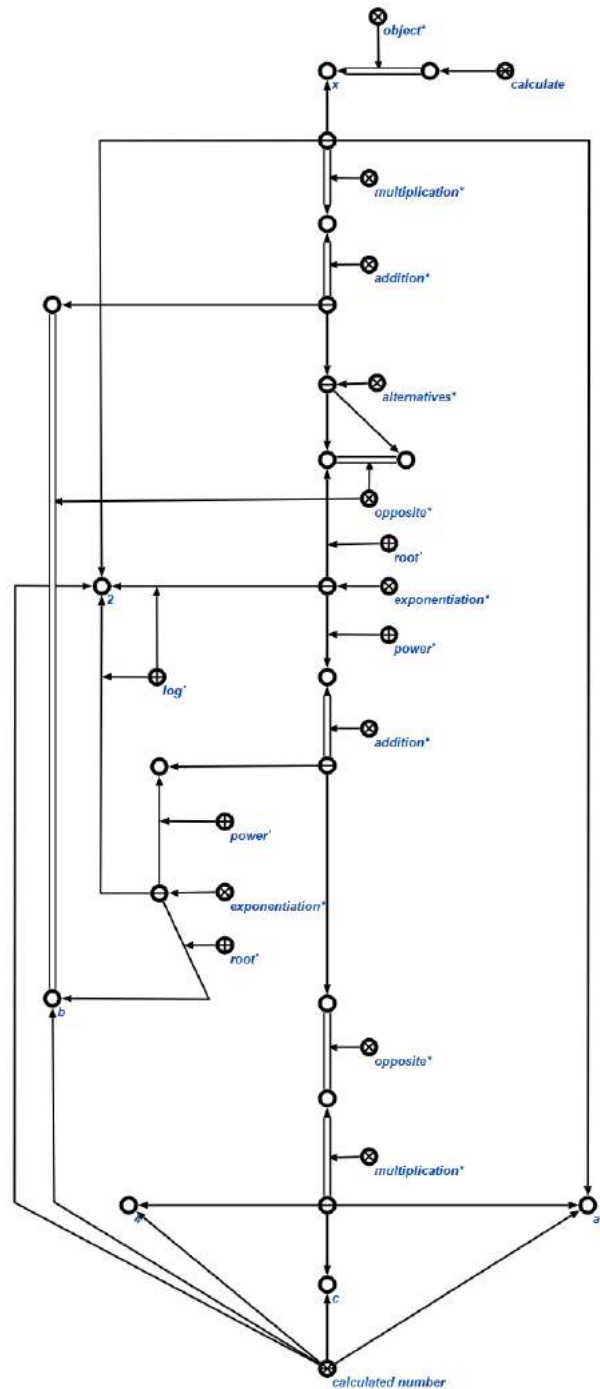 object*
x
calculate
multiplication*
addition*
alternatives*
opposite*
root'
exponentiation*
2
power'
log'
addition*
power'
exponentiation*
root'
b
opposite*
multiplication*
4
a
c
calculated number